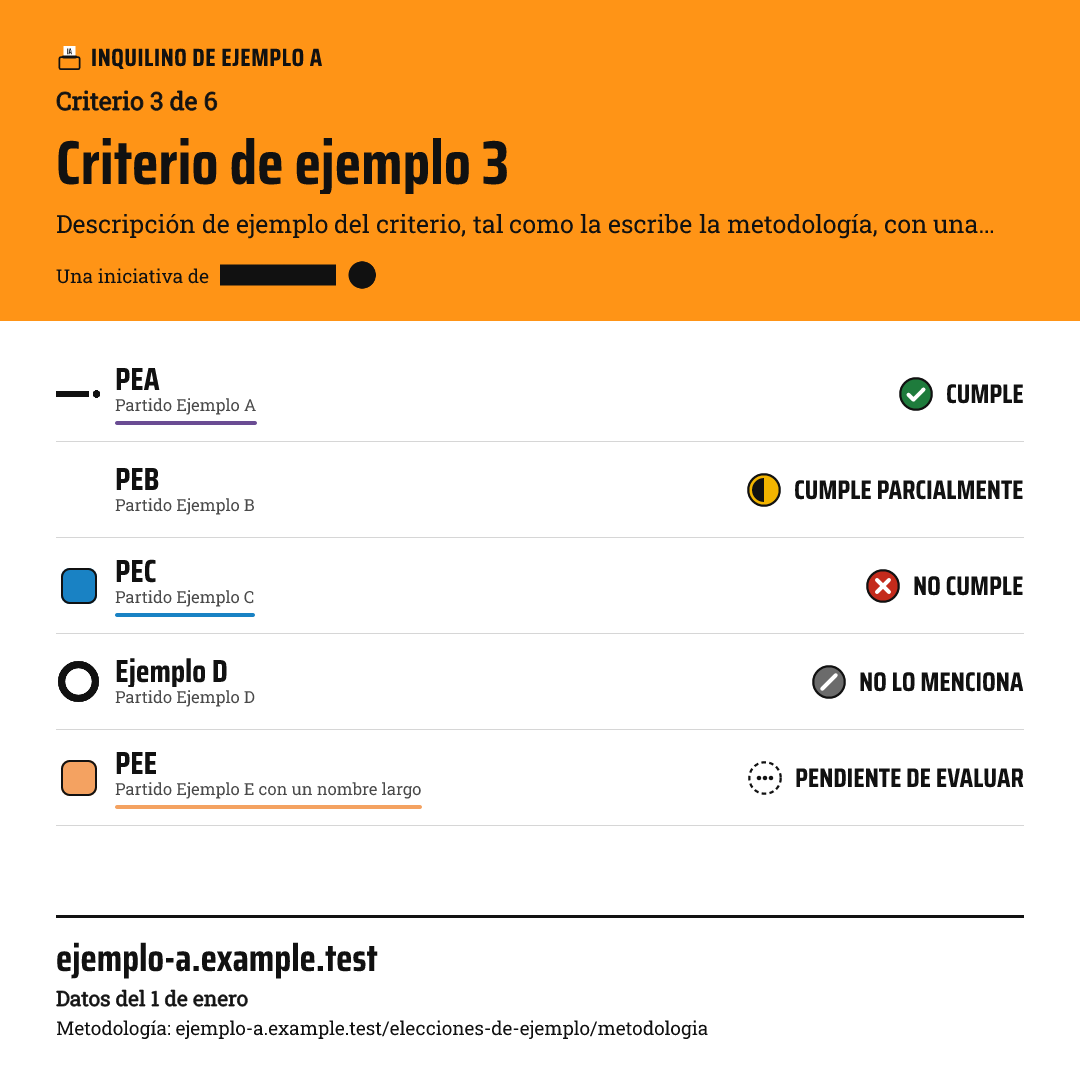 IA
INQUILINO DE EJEMPLO A
Criterio 3 de 6
Criterio de ejemplo 3
Descripción de ejemplo del criterio, tal como la escribe la metodología, con una...
Una iniciativa de
PEA
Partido Ejemplo A
CUMPLE
PEB
Partido Ejemplo B
CUMPLE PARCIALMENTE
PEC
Partido Ejemplo C
NO CUMPLE
Ejemplo D
Partido Ejemplo D
NO LO MENCIONA
PEE
Partido Ejemplo E con un nombre largo
PENDIENTE DE EVALUAR
ejemplo-a.example.test
Datos del 1 de enero
Metodología: ejemplo-a.example.test/elecciones-de-ejemplo/metodologia